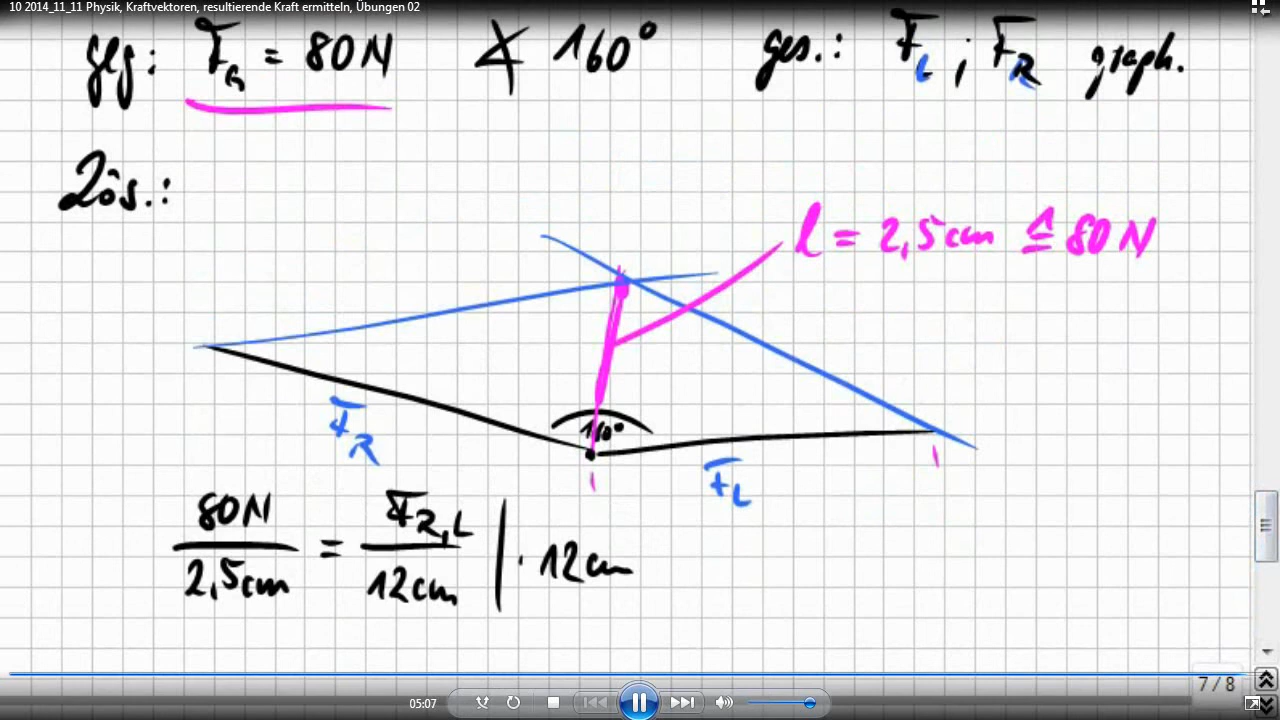 10 2014_11_11 Physik, Kraftvektoren, resultierende Kraft ermitteln, Übungen 02
geg: F_G = 80N ∡ 160° ges.: F_L ; F_R graph.
Lös.:
l = 2,5cm ≙ 80N
160°
F_R
F_L
80N / 2,5cm = F_R,L / 12cm | · 12cm
7 / 8
05:07